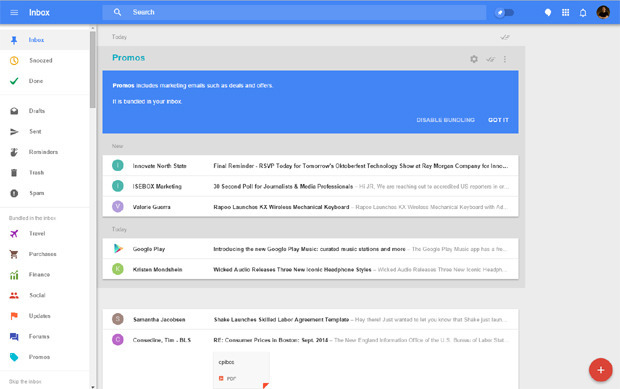 Inbox
Search
Inbox
Snoozed
Done
Drafts
Sent
Reminders
Trash
Spam
Bundled in the inbox
Travel
Purchases
Finance
Social
Updates
Forums
Promos
Skip the inbox
Today
Promos
Promos includes marketing emails such as deals and offers.
It is bundled in your inbox.
DISABLE BUNDLING GOT IT
New
I Innovate North State Final Reminder - RSVP Today for Tomorrow's Oktoberfest Technology Show at Ray Morgan Company for Inno...
I ISEBOX Marketing 30 Second Poll for Journalists & Media Professionals - Hi JR, We are reaching out to accredited US reporters in or...
V Valerie Guerra Rapoo Launches KX Wireless Mechanical Keyboard - Rapoo Launches KX Wireless Mechanical Keyboard with Ad...
Today
Google Play Introducing the new Google Play Music: curated music stations and more - The Google Play Music app has a fre...
K Kristen Mondshein Wicked Audio Releases Three New Iconic Headphone Styles - Wicked Audio Releases Three New Iconic Headph...
S Samantha Jacobsen Shake Launches Skilled Labor Agreement Template - Hey, there! Just wanted to let you know that Shake just laun...
C Consedine, Tim - BLS RE: Consumer Prices in Boston: Sept. 2014 - The New England Information Office of the U.S. Bureau of Labor Stat...
cpibos
PDF